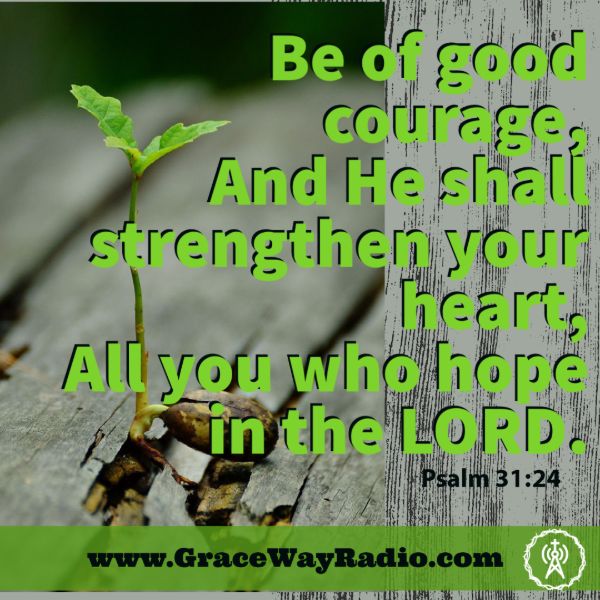 Be of good
courage,
And He shall
strengthen your
heart,
All you who hope
in the LORD.
Psalm 31:24
www.GraceWayRadio.com